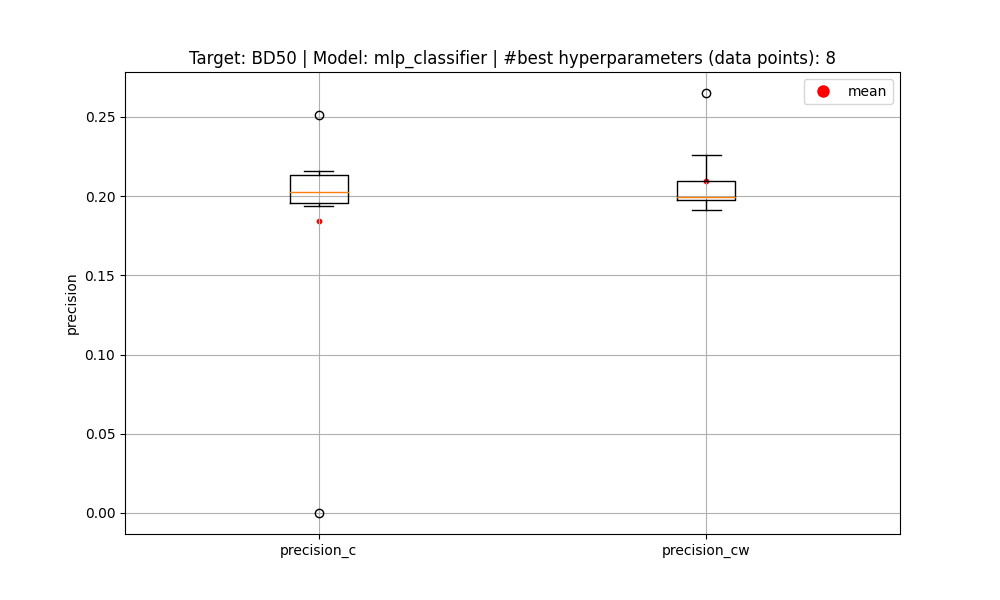 Target: BD50 | Model: mlp_classifier | #best hyperparameters (data points): 8
mean
precision
0.25
0.20
0.15
0.10
0.05
0.00
precision_c
precision_cw